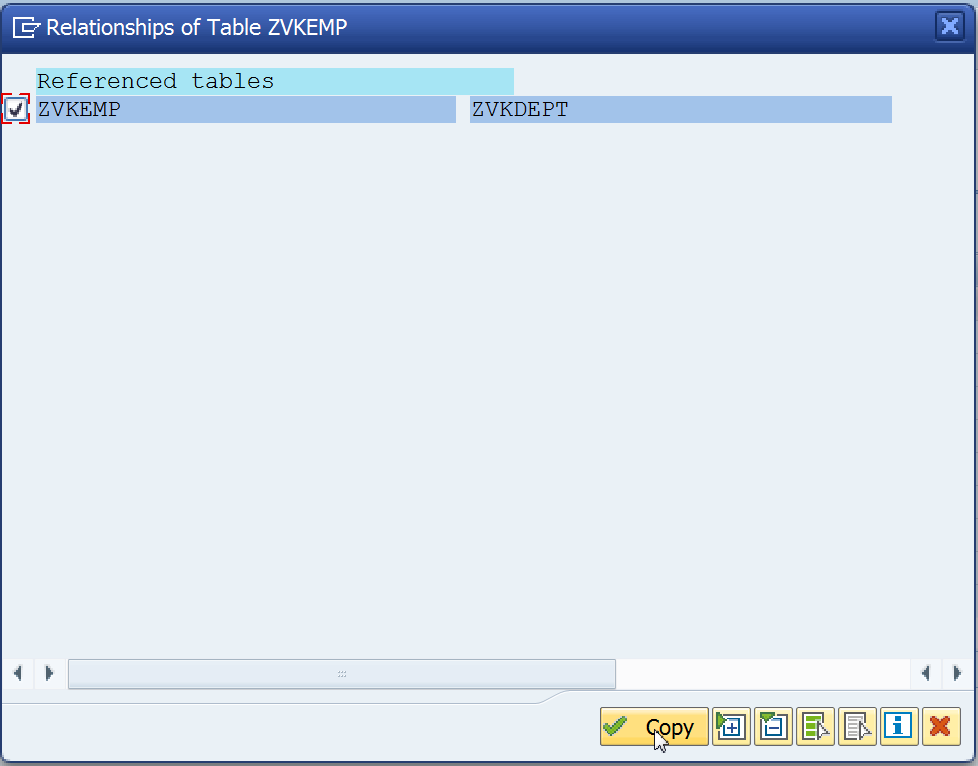 Relationships of Table ZVKEMP
Referenced tables
ZVKEMP ZVKDEPT
Copy